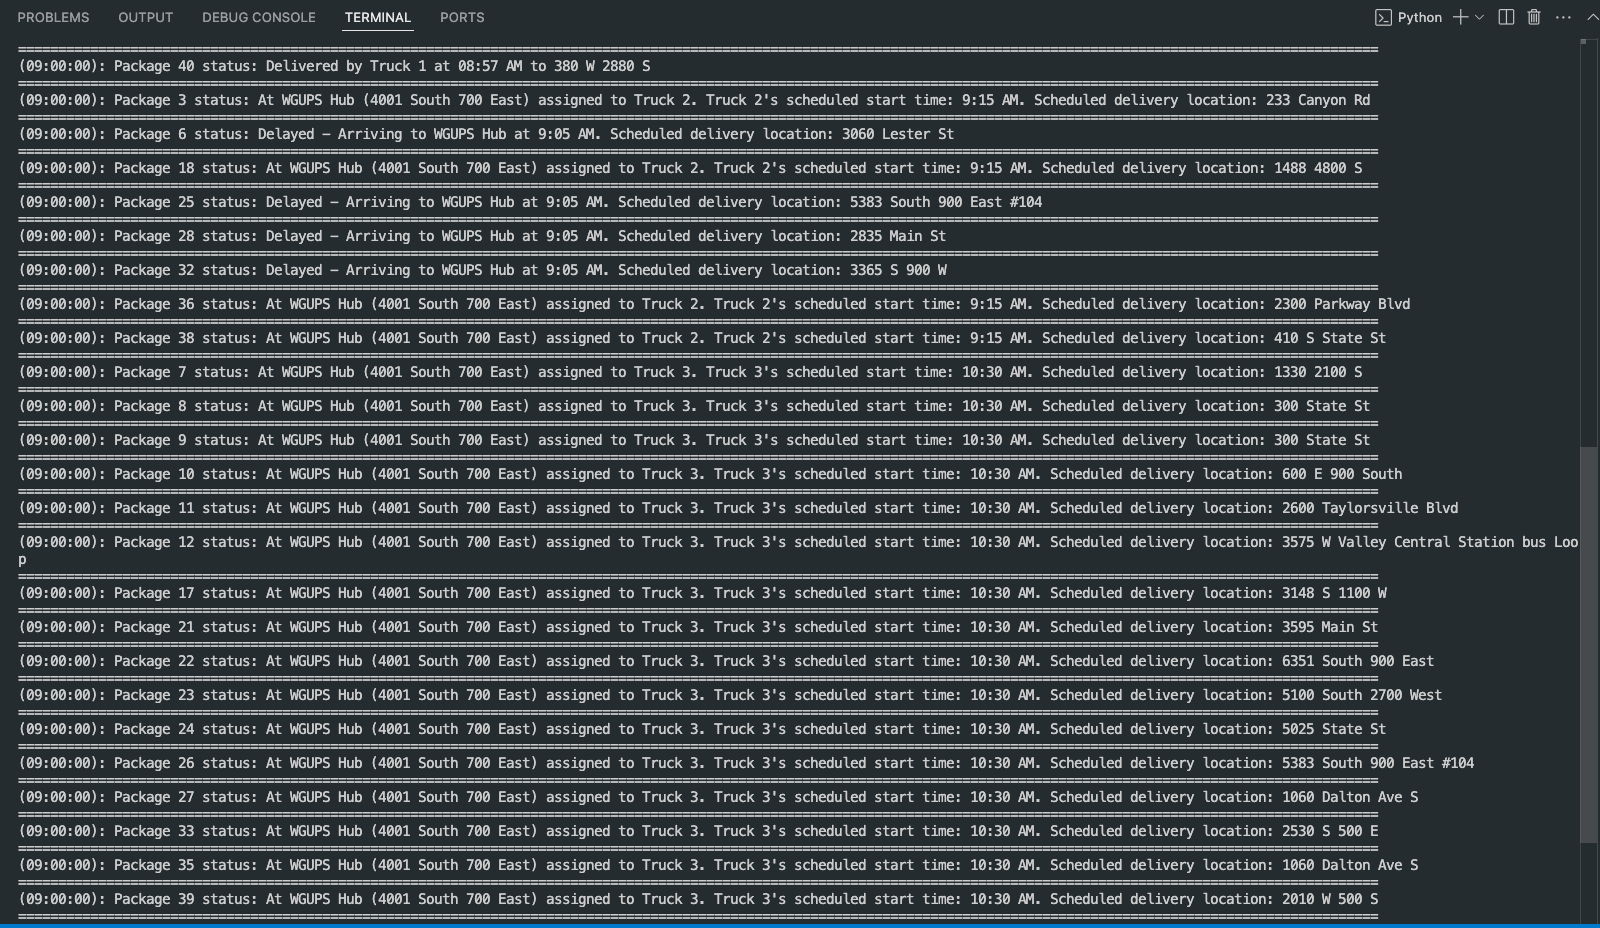 PROBLEMS OUTPUT DEBUG CONSOLE TERMINAL PORTS Python
================================================================================
(09:00:00): Package 40 status: Delivered by Truck 1 at 08:57 AM to 380 W 2880 S
================================================================================
(09:00:00): Package 3 status: At WGUPS Hub (4001 South 700 East) assigned to Truck 2. Truck 2's scheduled start time: 9:15 AM. Scheduled delivery location: 233 Canyon Rd
================================================================================
(09:00:00): Package 6 status: Delayed – Arriving to WGUPS Hub at 9:05 AM. Scheduled delivery location: 3060 Lester St
================================================================================
(09:00:00): Package 18 status: At WGUPS Hub (4001 South 700 East) assigned to Truck 2. Truck 2's scheduled start time: 9:15 AM. Scheduled delivery location: 1488 4800 S
================================================================================
(09:00:00): Package 25 status: Delayed – Arriving to WGUPS Hub at 9:05 AM. Scheduled delivery location: 5383 South 900 East #104
================================================================================
(09:00:00): Package 28 status: Delayed – Arriving to WGUPS Hub at 9:05 AM. Scheduled delivery location: 2835 Main St
================================================================================
(09:00:00): Package 32 status: Delayed – Arriving to WGUPS Hub at 9:05 AM. Scheduled delivery location: 3365 S 900 W
================================================================================
(09:00:00): Package 36 status: At WGUPS Hub (4001 South 700 East) assigned to Truck 2. Truck 2's scheduled start time: 9:15 AM. Scheduled delivery location: 2300 Parkway Blvd
================================================================================
(09:00:00): Package 38 status: At WGUPS Hub (4001 South 700 East) assigned to Truck 2. Truck 2's scheduled start time: 9:15 AM. Scheduled delivery location: 410 S State St
================================================================================
(09:00:00): Package 7 status: At WGUPS Hub (4001 South 700 East) assigned to Truck 3. Truck 3's scheduled start time: 10:30 AM. Scheduled delivery location: 1330 2100 S
================================================================================
(09:00:00): Package 8 status: At WGUPS Hub (4001 South 700 East) assigned to Truck 3. Truck 3's scheduled start time: 10:30 AM. Scheduled delivery location: 300 State St
================================================================================
(09:00:00): Package 9 status: At WGUPS Hub (4001 South 700 East) assigned to Truck 3. Truck 3's scheduled start time: 10:30 AM. Scheduled delivery location: 300 State St
================================================================================
(09:00:00): Package 10 status: At WGUPS Hub (4001 South 700 East) assigned to Truck 3. Truck 3's scheduled start time: 10:30 AM. Scheduled delivery location: 600 E 900 South
================================================================================
(09:00:00): Package 11 status: At WGUPS Hub (4001 South 700 East) assigned to Truck 3. Truck 3's scheduled start time: 10:30 AM. Scheduled delivery location: 2600 Taylorsville Blvd
================================================================================
(09:00:00): Package 12 status: At WGUPS Hub (4001 South 700 East) assigned to Truck 3. Truck 3's scheduled start time: 10:30 AM. Scheduled delivery location: 3575 W Valley Central Station bus Loo
p
================================================================================
(09:00:00): Package 17 status: At WGUPS Hub (4001 South 700 East) assigned to Truck 3. Truck 3's scheduled start time: 10:30 AM. Scheduled delivery location: 3148 S 1100 W
================================================================================
(09:00:00): Package 21 status: At WGUPS Hub (4001 South 700 East) assigned to Truck 3. Truck 3's scheduled start time: 10:30 AM. Scheduled delivery location: 3595 Main St
================================================================================
(09:00:00): Package 22 status: At WGUPS Hub (4001 South 700 East) assigned to Truck 3. Truck 3's scheduled start time: 10:30 AM. Scheduled delivery location: 6351 South 900 East
================================================================================
(09:00:00): Package 23 status: At WGUPS Hub (4001 South 700 East) assigned to Truck 3. Truck 3's scheduled start time: 10:30 AM. Scheduled delivery location: 5100 South 2700 West
================================================================================
(09:00:00): Package 24 status: At WGUPS Hub (4001 South 700 East) assigned to Truck 3. Truck 3's scheduled start time: 10:30 AM. Scheduled delivery location: 5025 State St
================================================================================
(09:00:00): Package 26 status: At WGUPS Hub (4001 South 700 East) assigned to Truck 3. Truck 3's scheduled start time: 10:30 AM. Scheduled delivery location: 5383 South 900 East #104
================================================================================
(09:00:00): Package 27 status: At WGUPS Hub (4001 South 700 East) assigned to Truck 3. Truck 3's scheduled start time: 10:30 AM. Scheduled delivery location: 1060 Dalton Ave S
================================================================================
(09:00:00): Package 33 status: At WGUPS Hub (4001 South 700 East) assigned to Truck 3. Truck 3's scheduled start time: 10:30 AM. Scheduled delivery location: 2530 S 500 E
================================================================================
(09:00:00): Package 35 status: At WGUPS Hub (4001 South 700 East) assigned to Truck 3. Truck 3's scheduled start time: 10:30 AM. Scheduled delivery location: 1060 Dalton Ave S
================================================================================
(09:00:00): Package 39 status: At WGUPS Hub (4001 South 700 East) assigned to Truck 3. Truck 3's scheduled start time: 10:30 AM. Scheduled delivery location: 2010 W 500 S
================================================================================